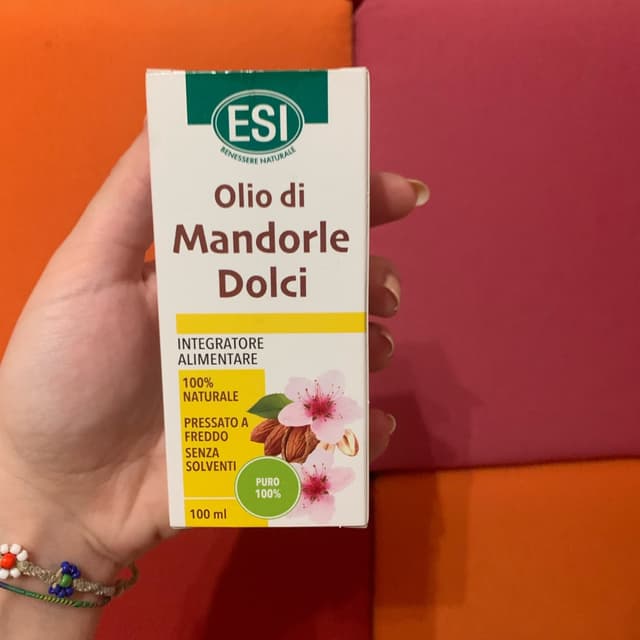 ESI
BENESSERE NATURALE
Olio di
Mandorle
Dolci
INTEGRATORE
ALIMENTARE
100%
NATURALE
PRESSATO A
FREDDO
SENZA
SOLVENTI
PURO
100%
100 ml